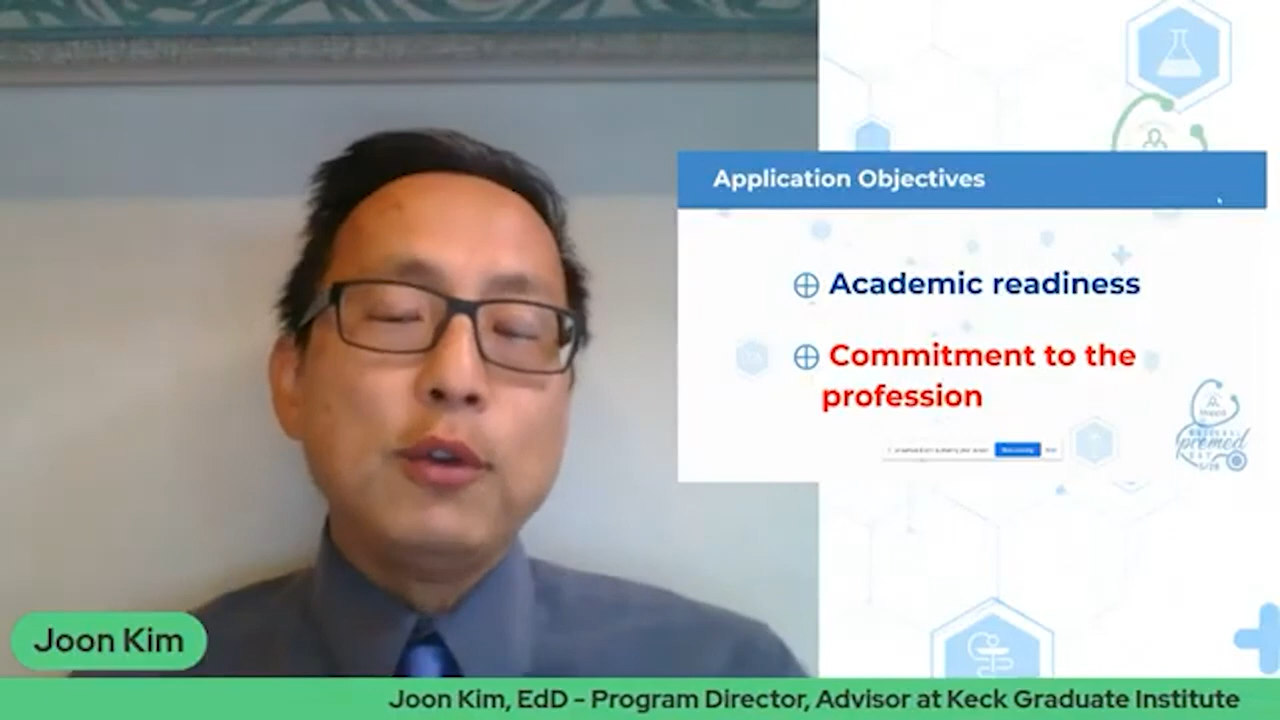 Application Objectives
Academic readiness
Commitment to the
profession
premed
Joon Kim
Joon Kim, EdD - Program Director, Advisor at Keck Graduate Institute